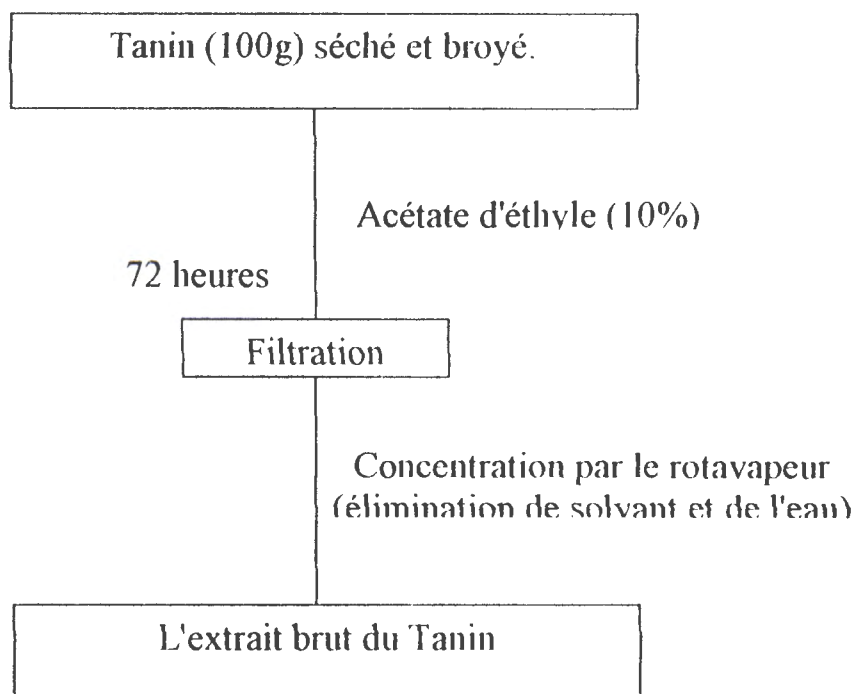 Tanin (100g) séché et broyé.
Acétate d'éthyle (10%)
72 heures
Filtration
Concentration par le rotavapeur
(élimination de solvant et de l'eau)
L'extrait brut du Tanin